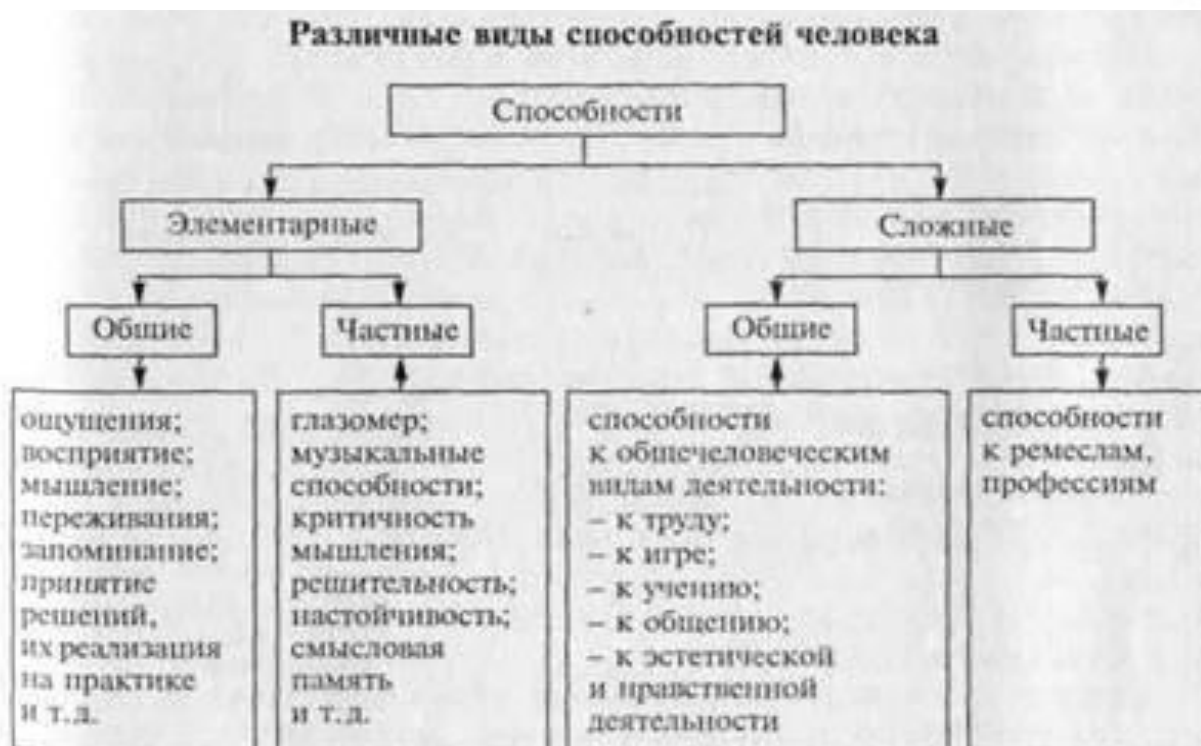 Различные виды способностей человека
Способности
Элементарные
Сложные
Общие
Частные
Общие
Частные
ощущения;
восприятие;
мышление;
переживания;
запоминание;
принятие
решений,
их реализация
на практике
и т.д.
глазомер;
музыкальные
способности;
критичность
мышления;
решительность;
настойчивость;
смысловая
память
и т.д.
способности
к общечеловеческим
видам деятельности:
– к труду;
– к игре;
– к учению;
– к общению;
– к эстетической
и нравственной
деятельности
способности
к ремеслам,
профессиям